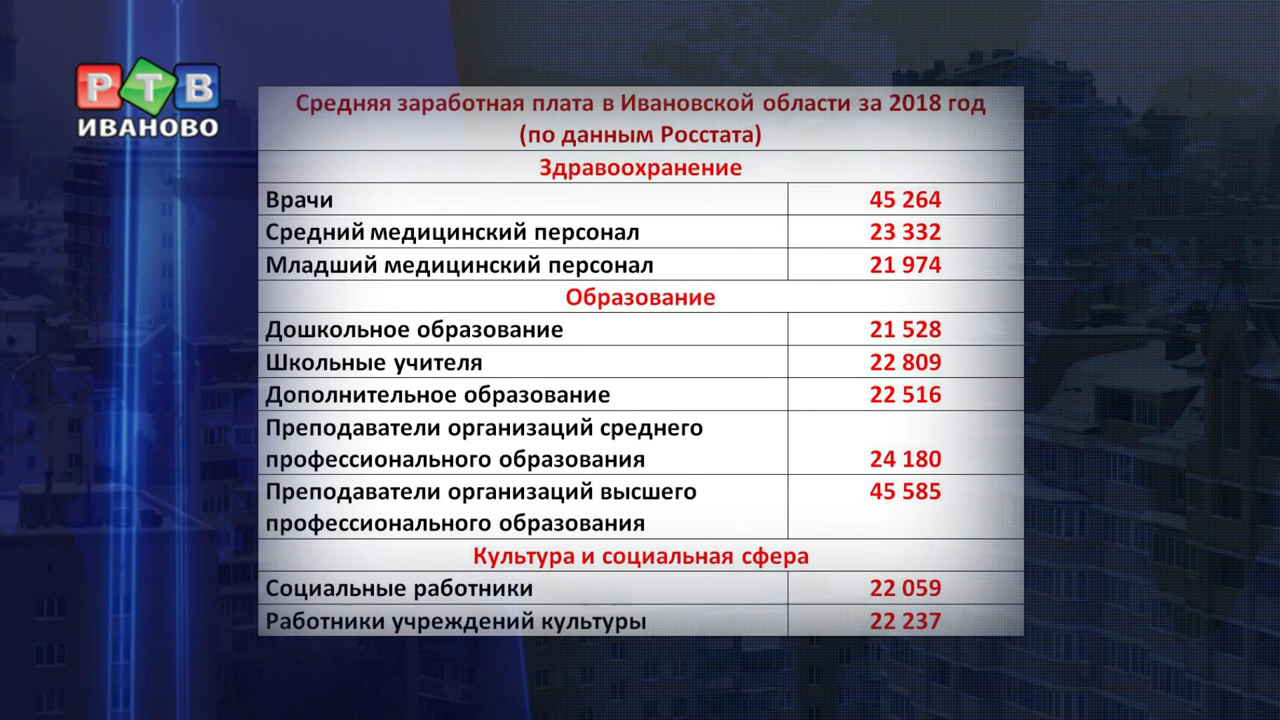 РТВ
ИВАНОВО
Средняя заработная плата в Ивановской области за 2018 год
(по данным Росстата)
Здравоохранение
Врачи 45 264
Средний медицинский персонал 23 332
Младший медицинский персонал 21 974
Образование
Дошкольное образование 21 528
Школьные учителя 22 809
Дополнительное образование 22 516
Преподаватели организаций среднего
профессионального образования 24 180
Преподаватели организаций высшего 45 585
профессионального образования
Культура и социальная сфера
Социальные работники 22 059
Работники учреждений культуры 22 237